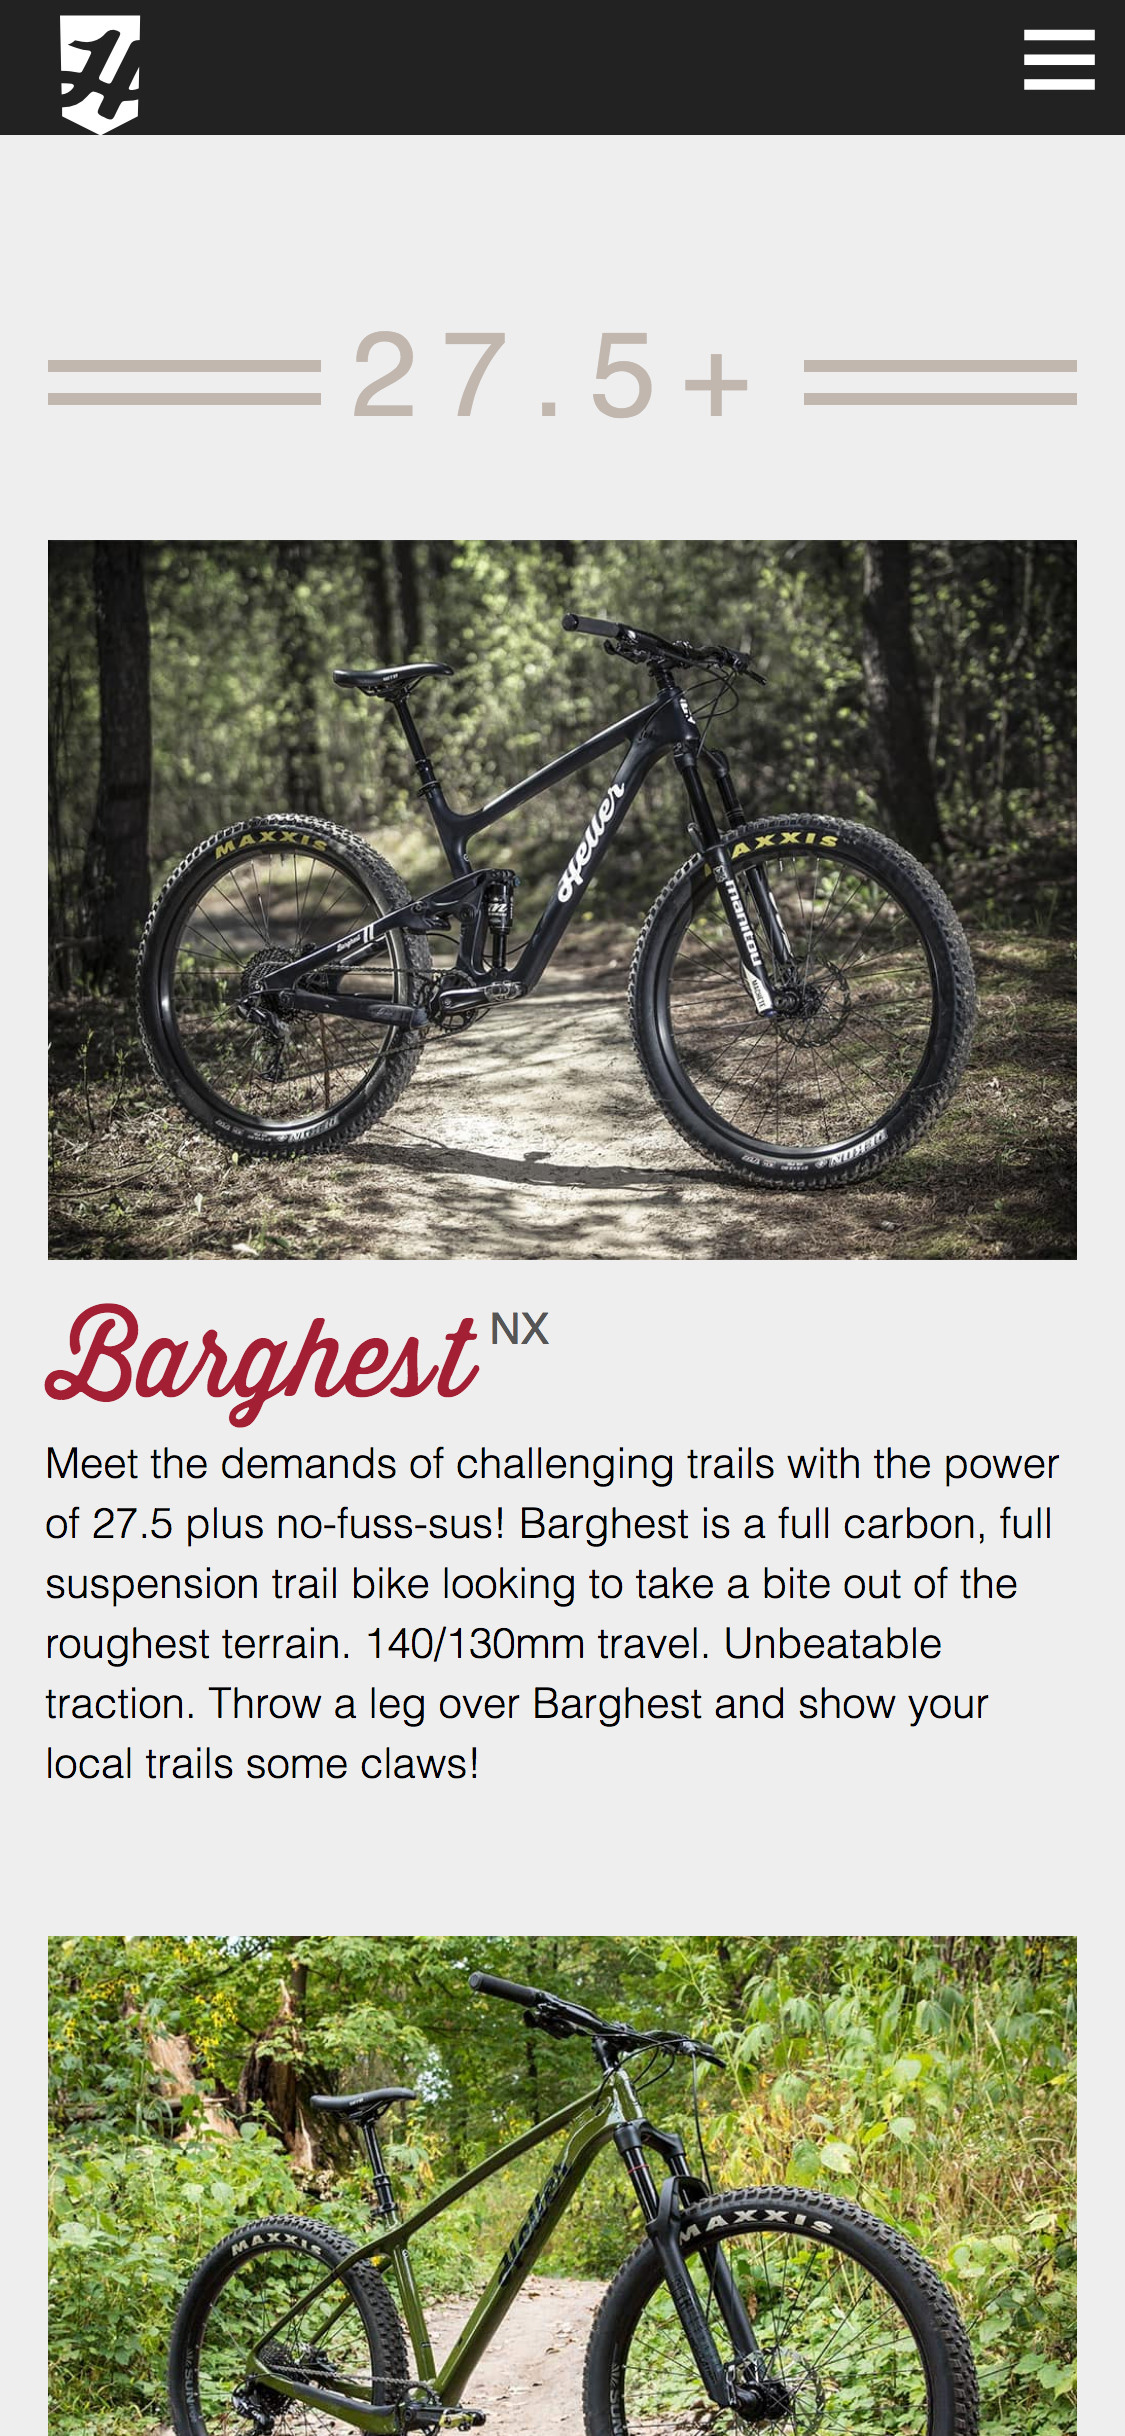 H
27.5+
MAXXIS
Heller
AXXIS
manitou
MACHETE
Barghest
Barghest NX
Meet the demands of challenging trails with the power
of 27.5 plus no-fuss-sus! Barghest is a full carbon, full
suspension trail bike looking to take a bite out of the
roughest terrain. 140/130mm travel. Unbeatable
traction. Throw a leg over Barghest and show your
local trails some claws!
Heller
MAXXIS
MAXXIS